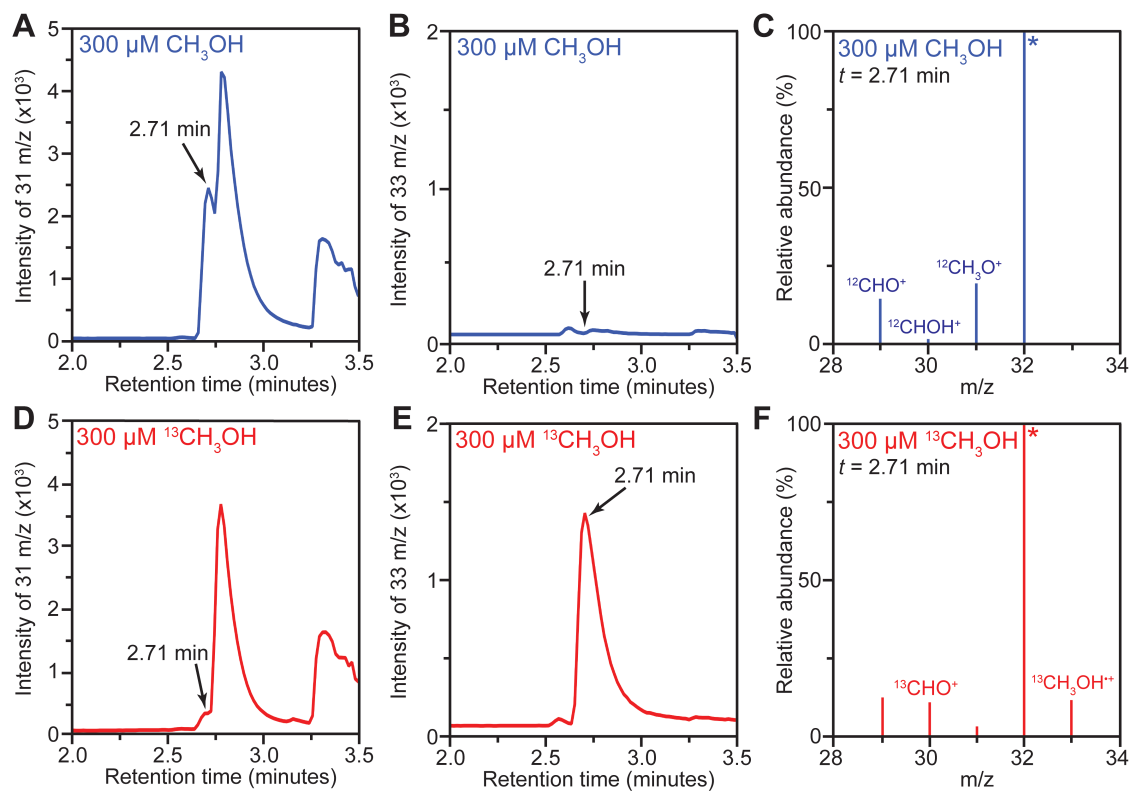 A
300 µM CH₃OH
2.71 min
Intensity of 31 m/z (x10³)
5
4
3
2
1
0
2.0 2.5 3.0 3.5
Retention time (minutes)
B
300 µM CH₃OH
2.71 min
Intensity of 33 m/z (x10³)
2
1
0
2.0 2.5 3.0 3.5
Retention time (minutes)
C
300 µM CH₃OH
*
t = 2.71 min
¹²CHO⁺
¹²CHOH⁺
¹²CH₃O⁺
Relative abundance (%)
100
50
0
28 30 32 34
m/z
D
300 µM ¹³CH₃OH
2.71 min
Intensity of 31 m/z (x10³)
5
4
3
2
1
0
2.0 2.5 3.0 3.5
Retention time (minutes)
E
300 µM ¹³CH₃OH
2.71 min
Intensity of 33 m/z (x10³)
2
1
0
2.0 2.5 3.0 3.5
Retention time (minutes)
F
300 µM ¹³CH₃OH
*
t = 2.71 min
¹³CHO⁺
¹³CH₃OH•⁺
Relative abundance (%)
100
50
0
28 30 32 34
m/z